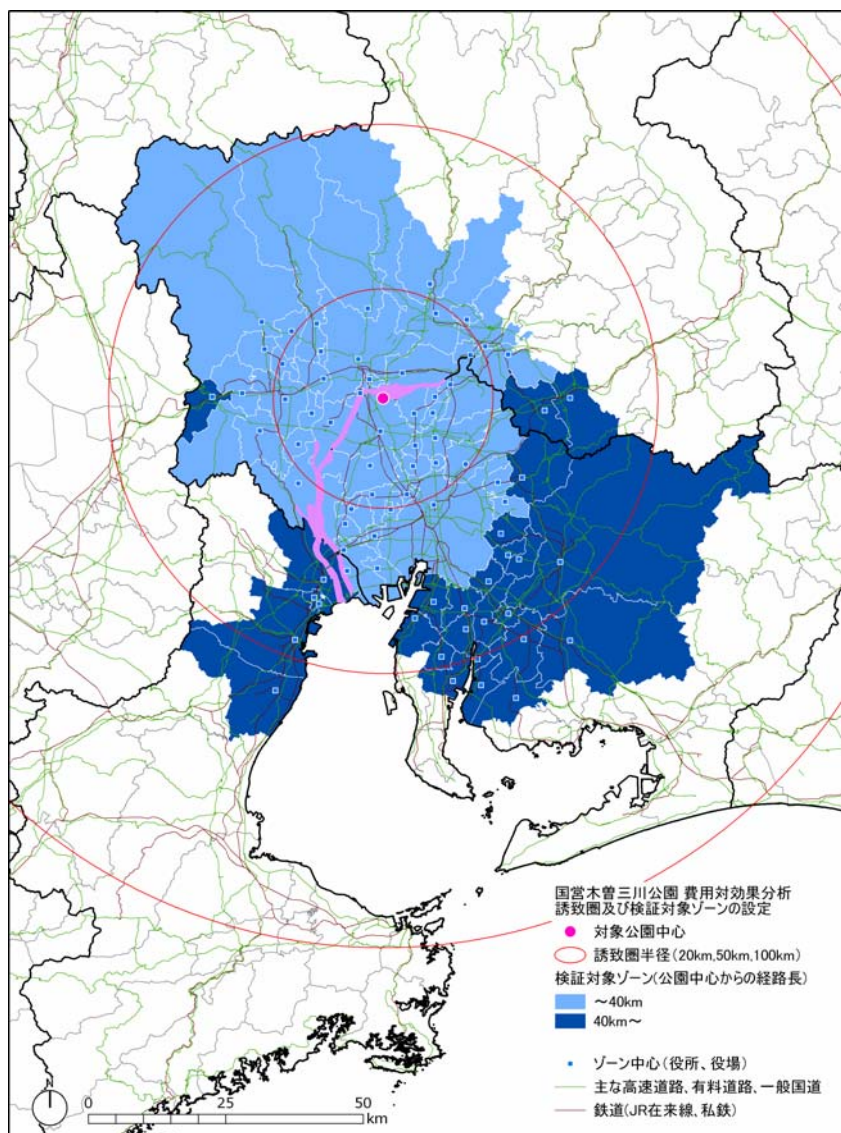 国営木曽三川公園 費用対効果分析
誘致圏及び検証対象ゾーンの設定
対象公園中心
誘致圏半径(20km,50km,100km)
検証対象ゾーン(公園中心からの経路長)
～40km
40km～
ゾーン中心(役所、役場)
主な高速道路、有料道路、一般国道
鉄道(JR在来線、私鉄)
N
0 25 50
km